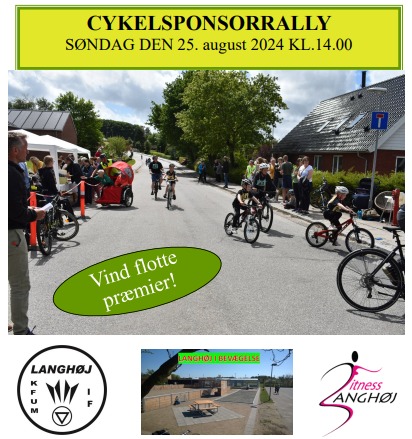 CYKELSPONSORRALLY
SØNDAG DEN 25. august 2024 KL.14.00
Vind flotte
præmier!
LANGHØJ
KFUM
IF
LANGHØJ I BEVÆGELSE
Fitness
LANGHØJ